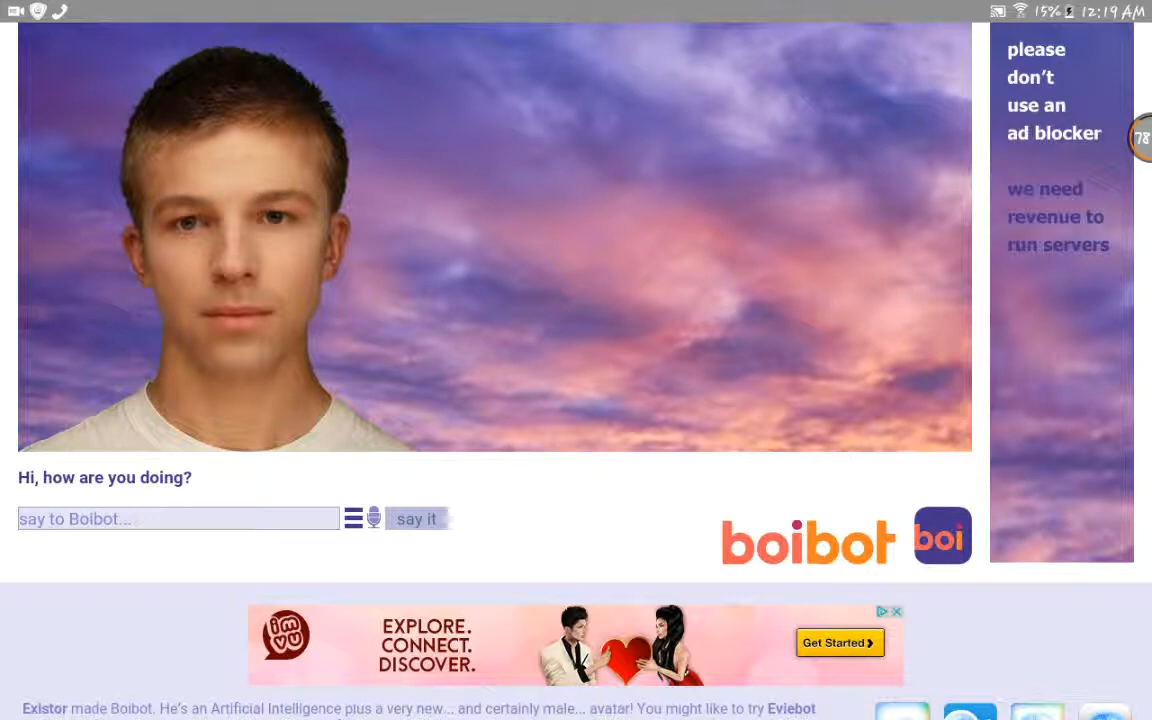 15% 12:19 AM
please
don't
use an
ad blocker
we need
revenue to
run servers
78
Hi, how are you doing?
say to Boibot...
say it
boibot
boi
imvu
EXPLORE.
CONNECT.
DISCOVER.
Get Started
Existor made Boibot. He's an Artificial Intelligence plus a very new... and certainly male... avatar! You might like to try Eviebot